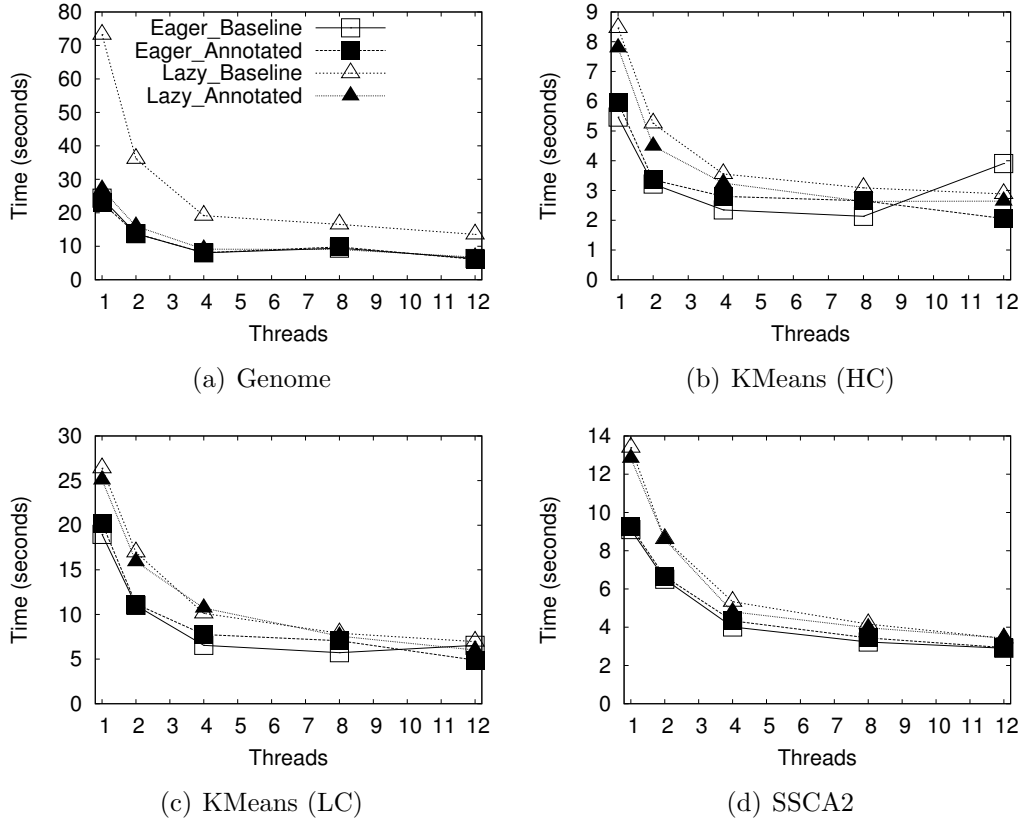 80
70
60
50
40
30
20
10
0
Time (seconds)
Eager_Baseline
Eager_Annotated
Lazy_Baseline
Lazy_Annotated
1 2 3 4 5 6 7 8 9 10 11 12
Threads
(a) Genome
9
8
7
6
5
4
3
2
1
0
Time (seconds)
1 2 3 4 5 6 7 8 9 10 11 12
Threads
(b) KMeans (HC)
30
25
20
15
10
5
0
Time (seconds)
1 2 3 4 5 6 7 8 9 10 11 12
Threads
(c) KMeans (LC)
14
12
10
8
6
4
2
0
Time (seconds)
1 2 3 4 5 6 7 8 9 10 11 12
Threads
(d) SSCA2